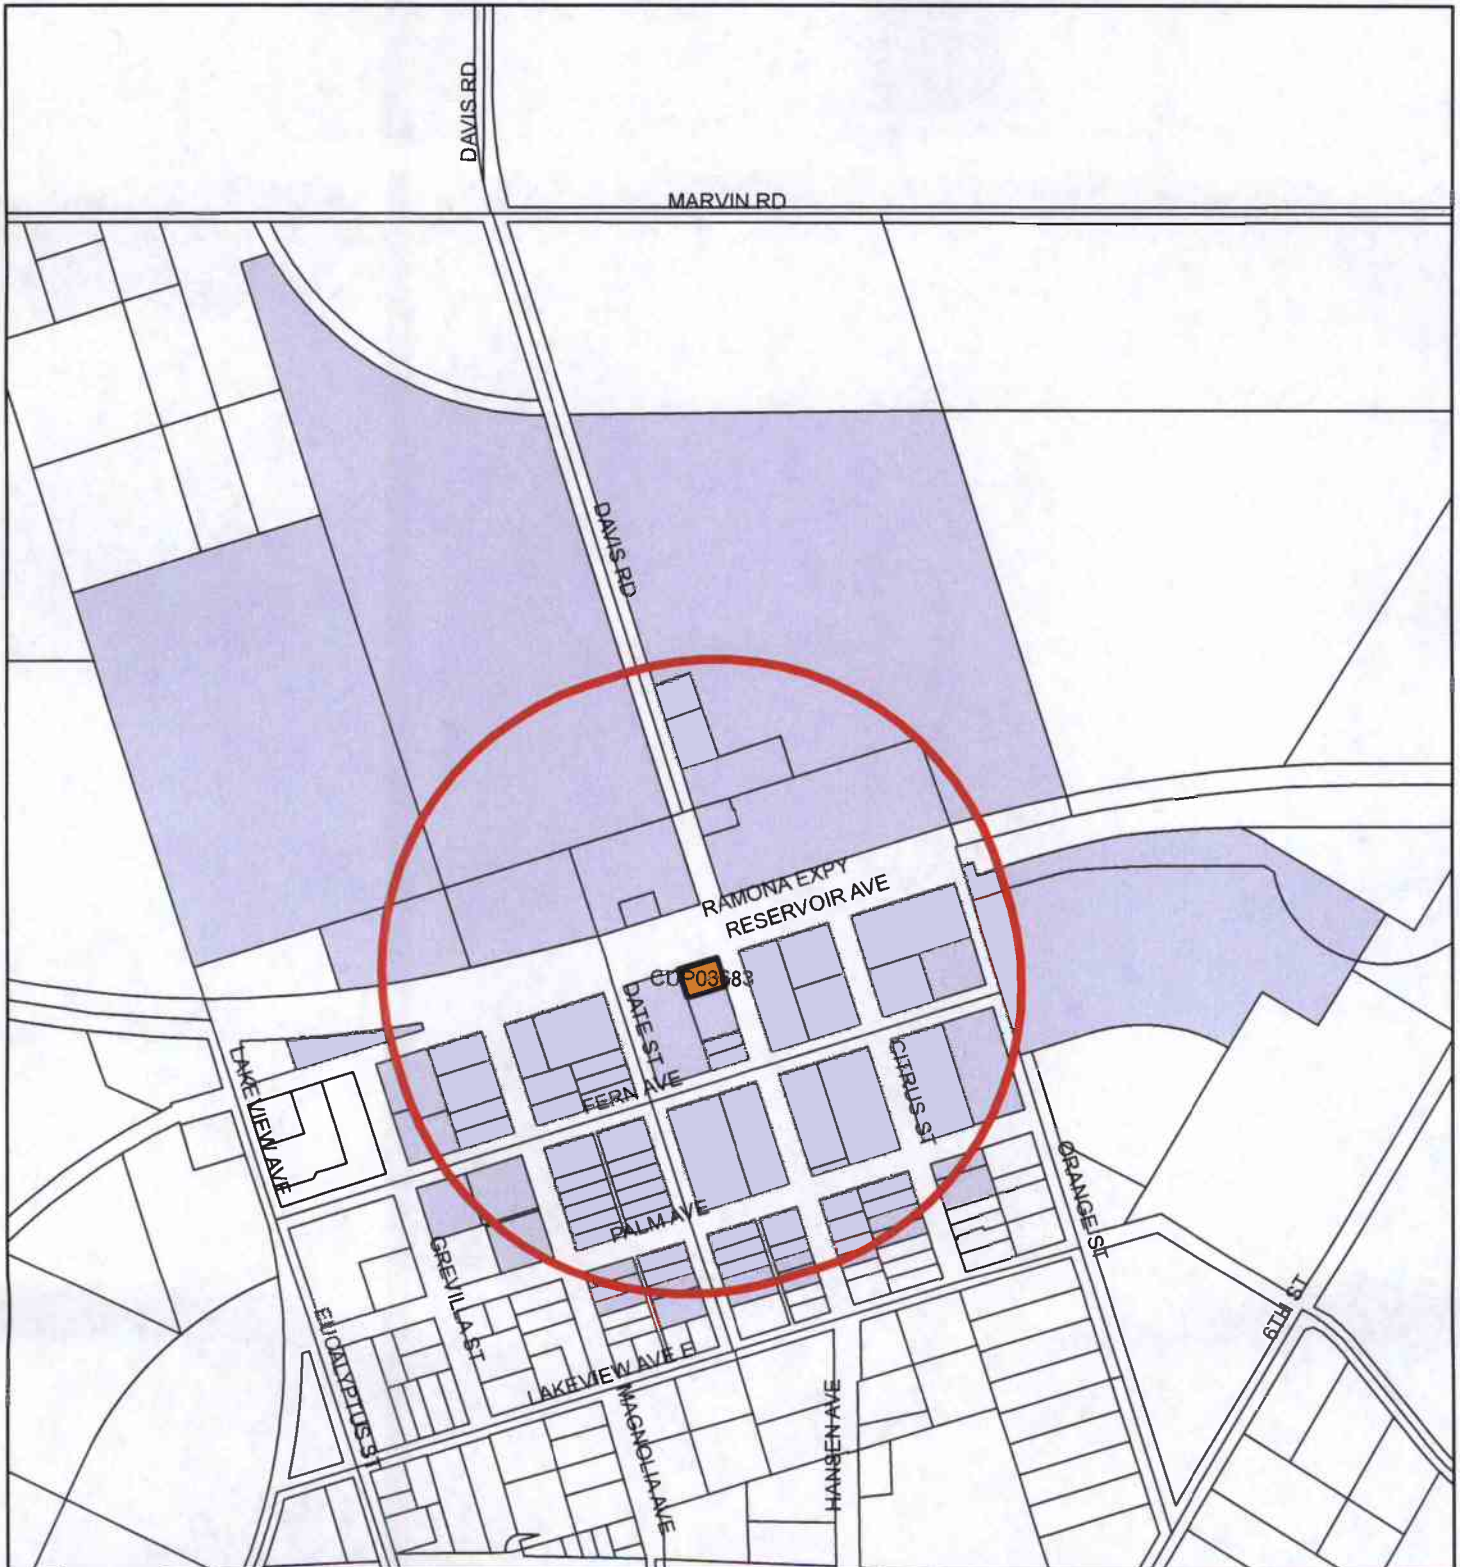 DAVIS RD
MARVIN RD
DAVIS RD
RAMONA EXPY
RESERVOIR AVE
CUP03683
DATE ST
FERN AVE
CITRUS ST
LAKEVIEW AVE
ORANGE ST
PALM AVE
GREVILLA ST
6TH ST
EUCALYPTUS ST
LAKEVIEW AVE E
MAGNOLIA AVE
HANSEN AVE